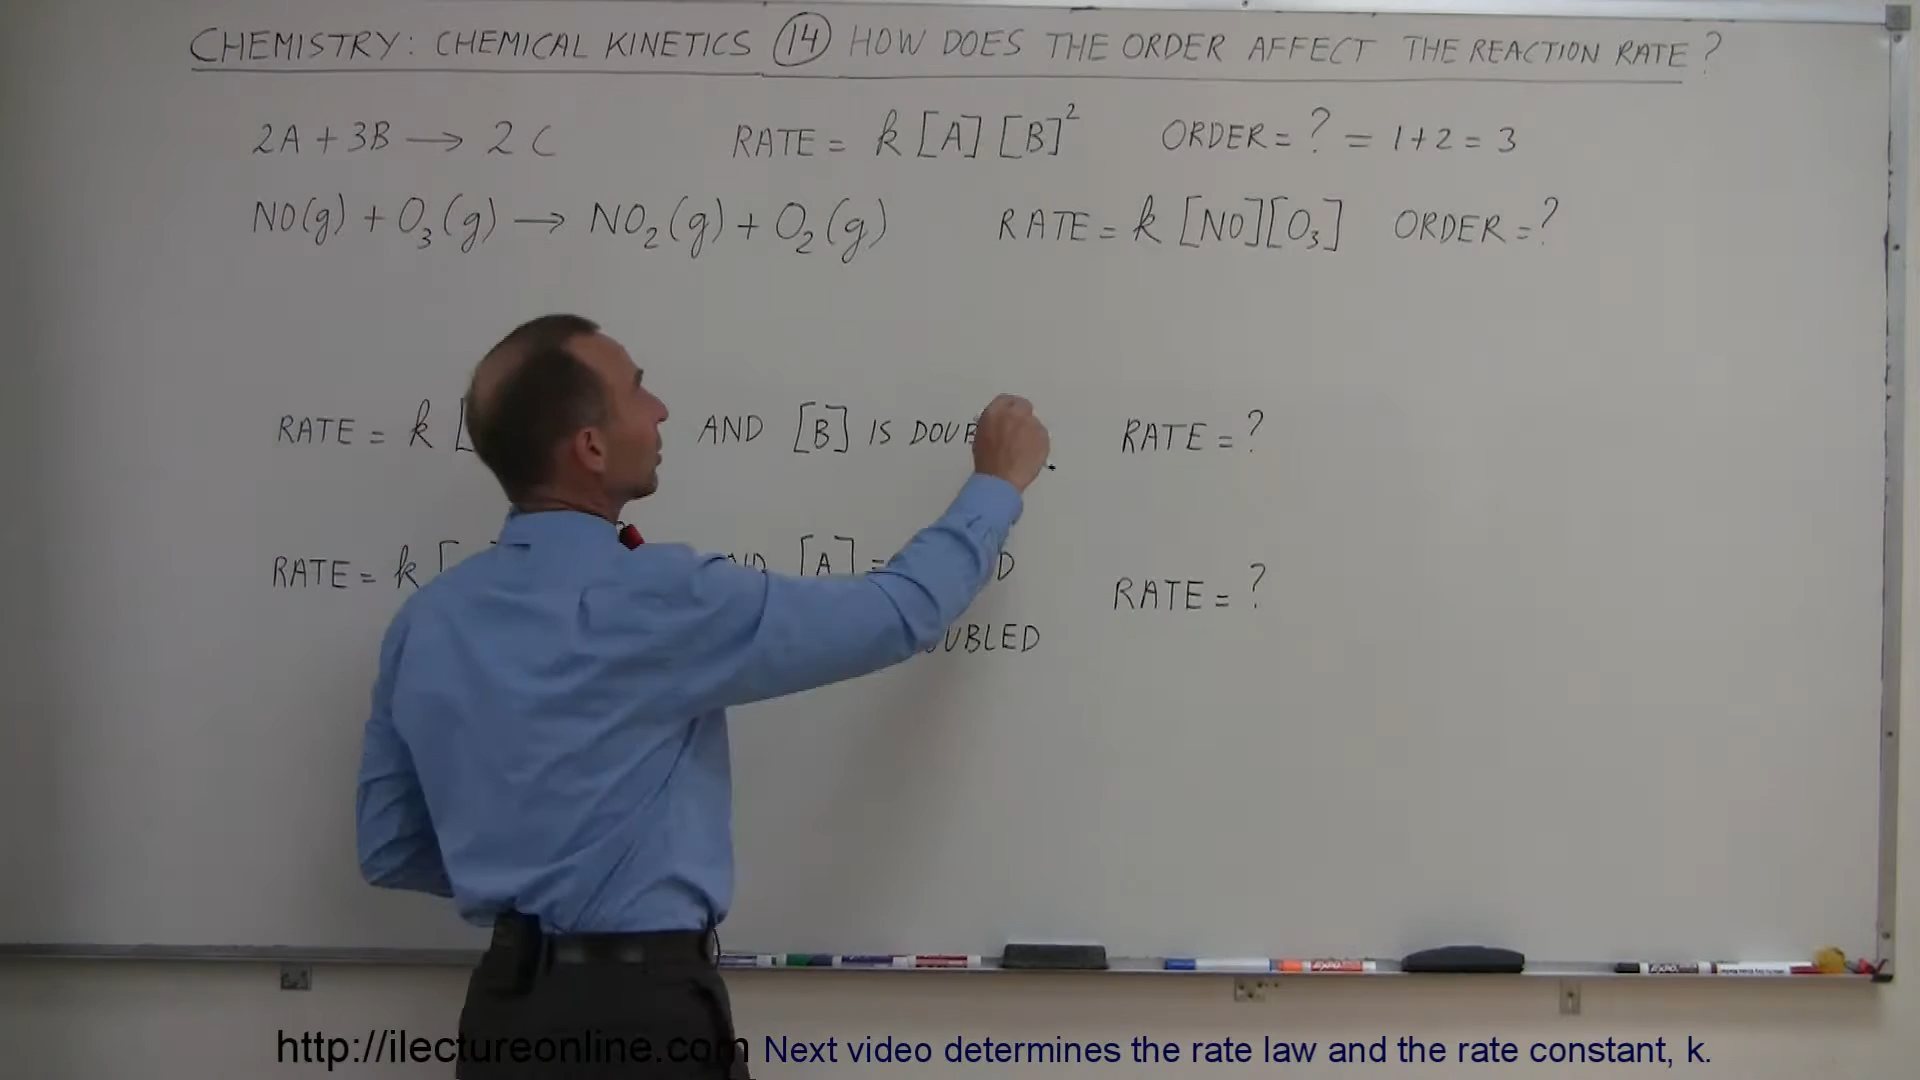 CHEMISTRY: CHEMICAL KINETICS 14 HOW DOES THE ORDER AFFECT THE REACTION RATE?
2A + 3B → 2C RATE = k [A] [B]² ORDER = ? = 1+2 = 3
NO(g) + O₃(g) → NO₂(g) + O₂(g) RATE = k [NO][O₃] ORDER = ?
RATE = k [ AND [B] IS RATE = ?
RATE = k [ [A] = RATE = ?
http://ilectureonline.com Next video determines the rate law and the rate constant, k.